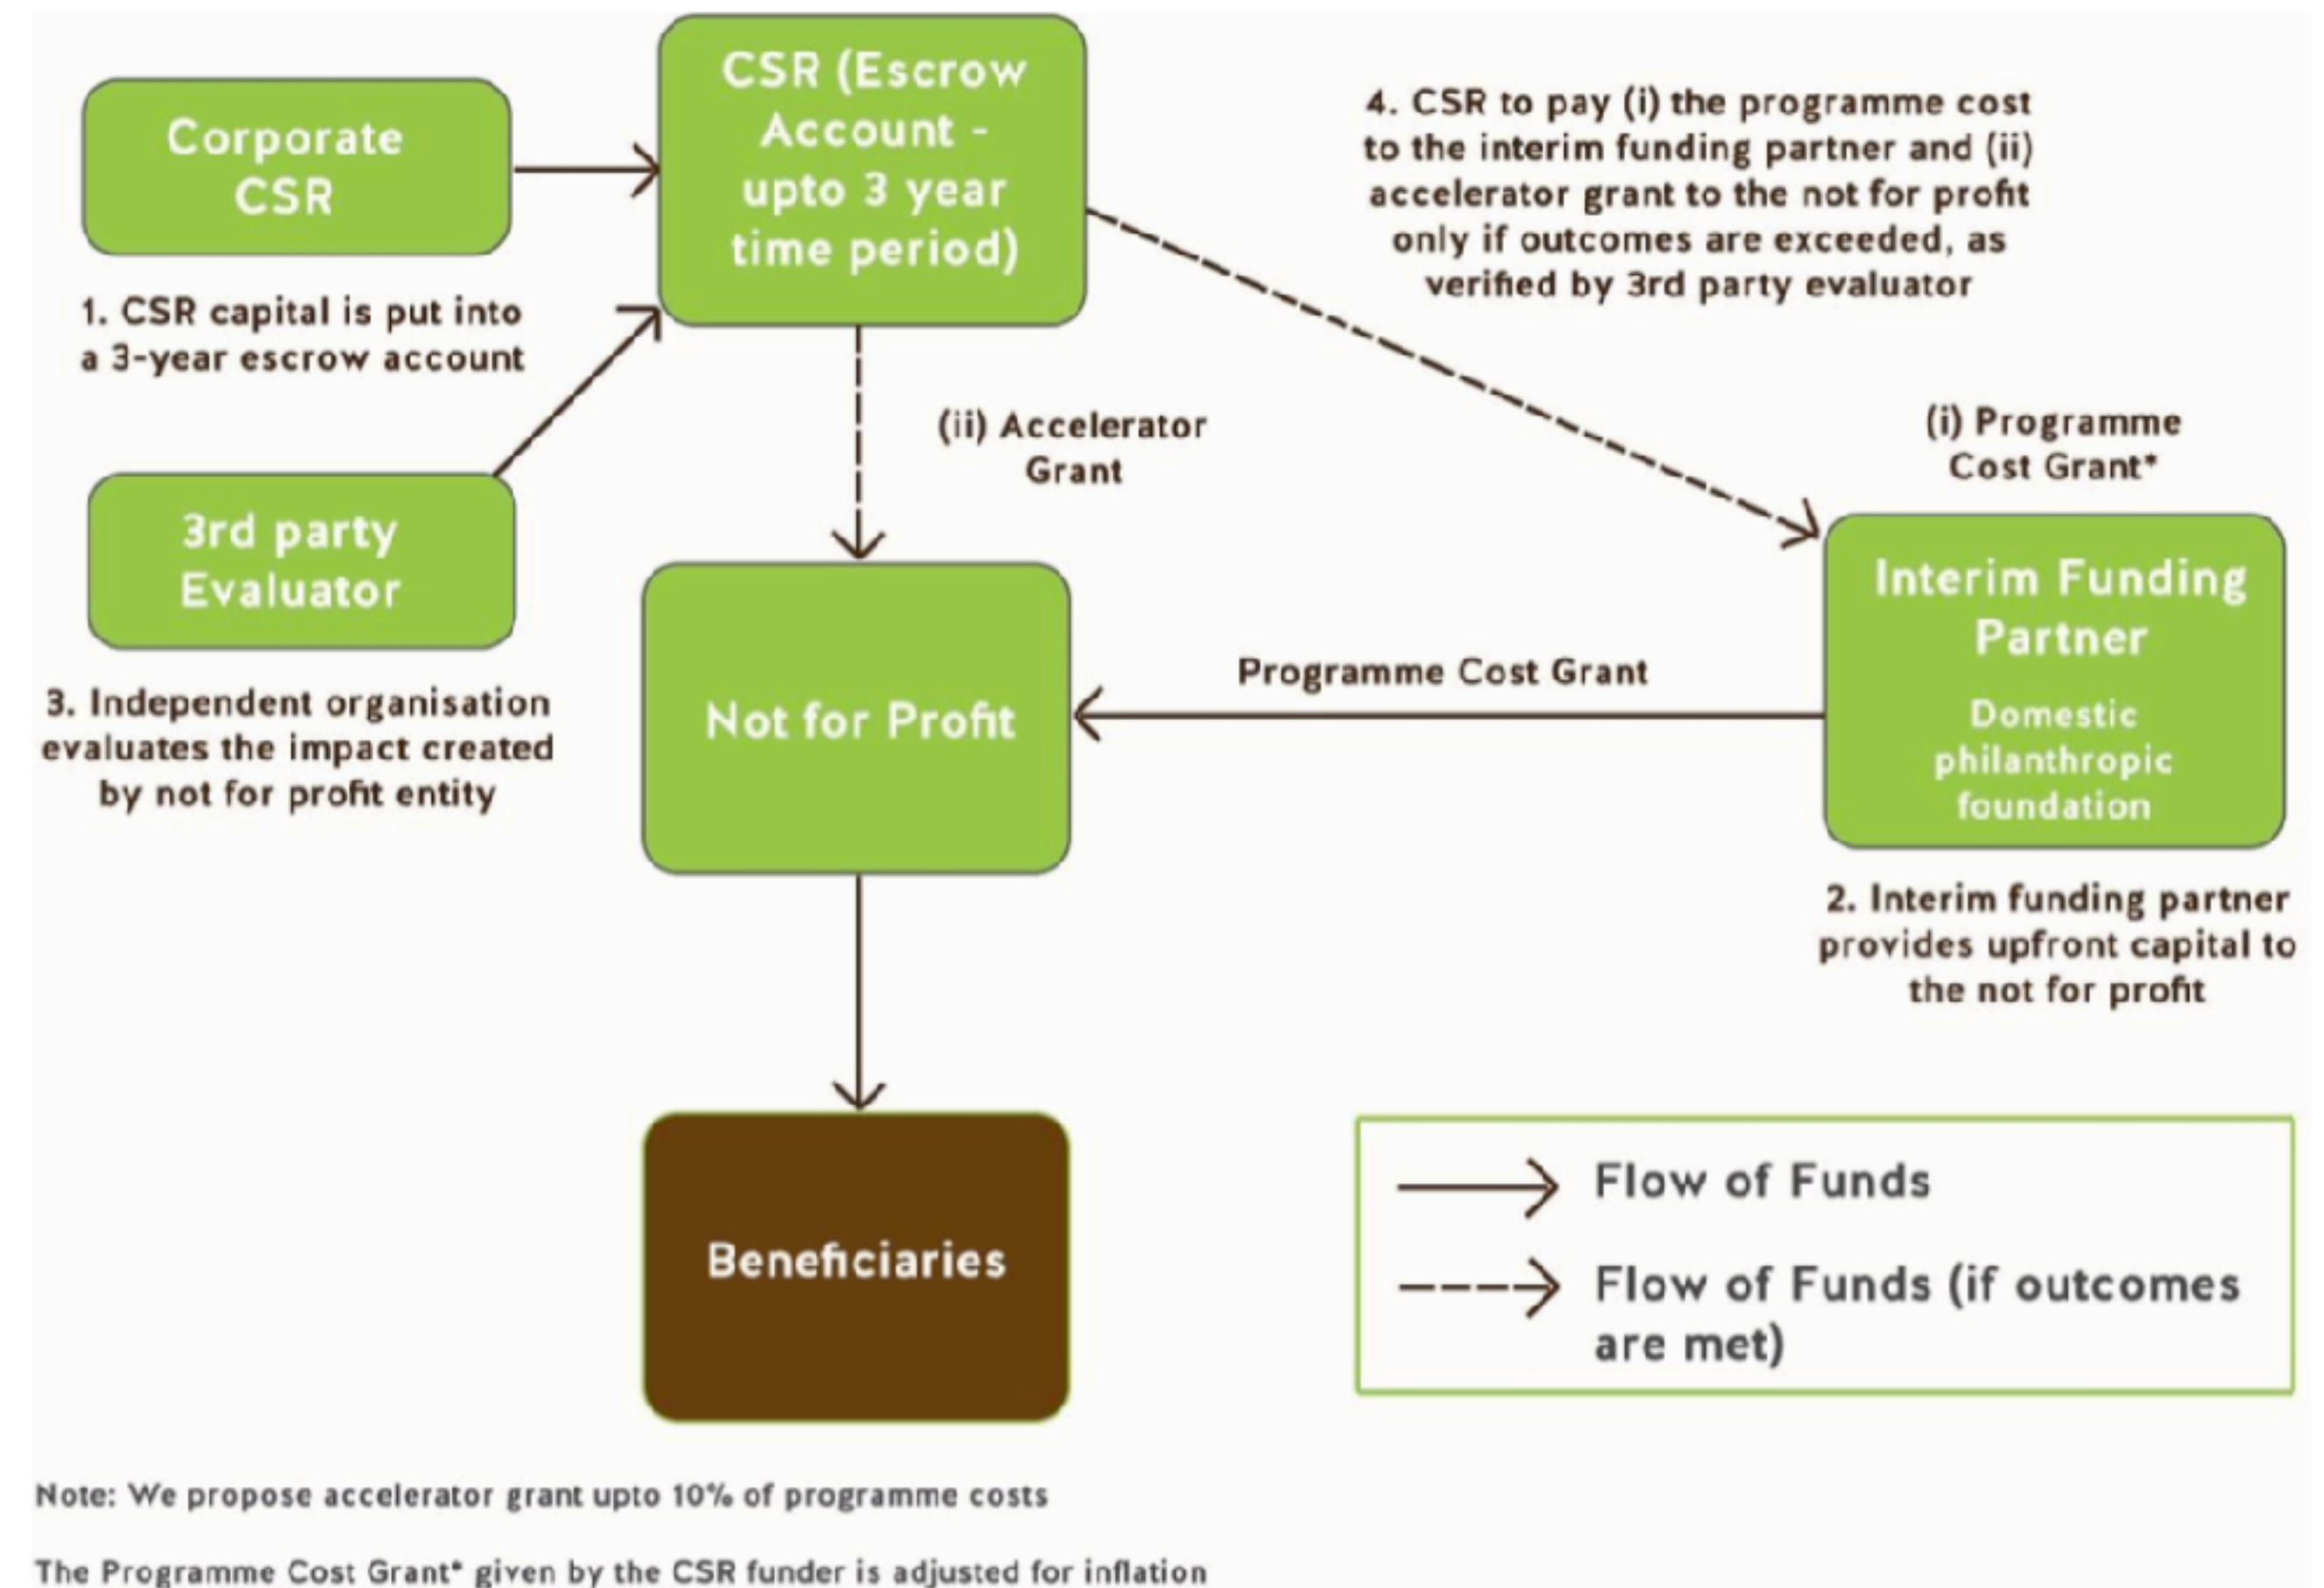 Corporate
CSR
1. CSR capital is put into
a 3-year escrow account
CSR (Escrow
Account -
upto 3 year
time period)
4. CSR to pay (i) the programme cost
to the interim funding partner and (ii)
accelerator grant to the not for profit
only if outcomes are exceeded, as
verified by 3rd party evaluator
(ii) Accelerator
Grant
(i) Programme
Cost Grant*
3rd party
Evaluator
3. Independent organisation
evaluates the impact created
by not for profit entity
Not for Profit
Programme Cost Grant
Interim Funding
Partner
Domestic
philanthropic
foundation
2. Interim funding partner
provides upfront capital to
the not for profit
Beneficiaries
Flow of Funds
Flow of Funds (if outcomes
are met)
Note: We propose accelerator grant upto 10% of programme costs
The Programme Cost Grant* given by the CSR funder is adjusted for inflation